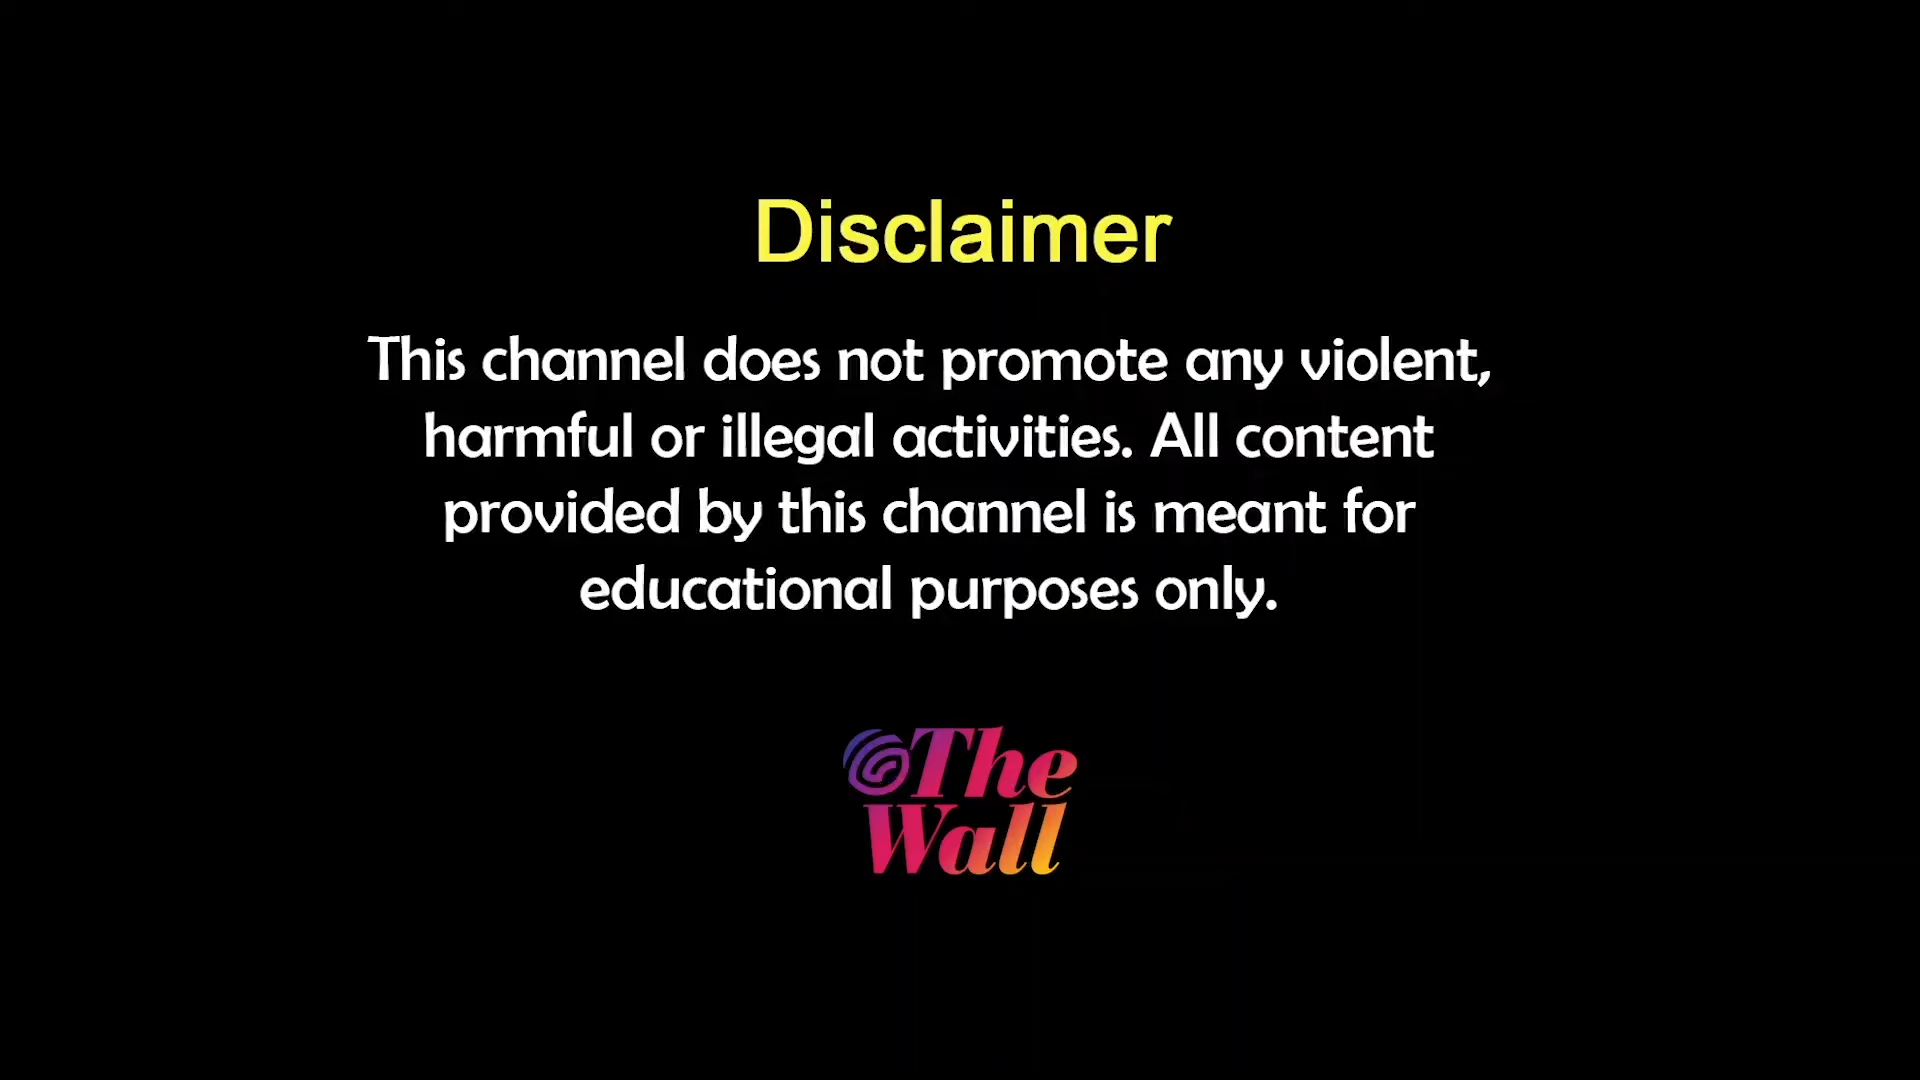 Disclaimer
This channel does not promote any violent,
harmful or illegal activities. All content
provided by this channel is meant for
educational purposes only.
The
Wall